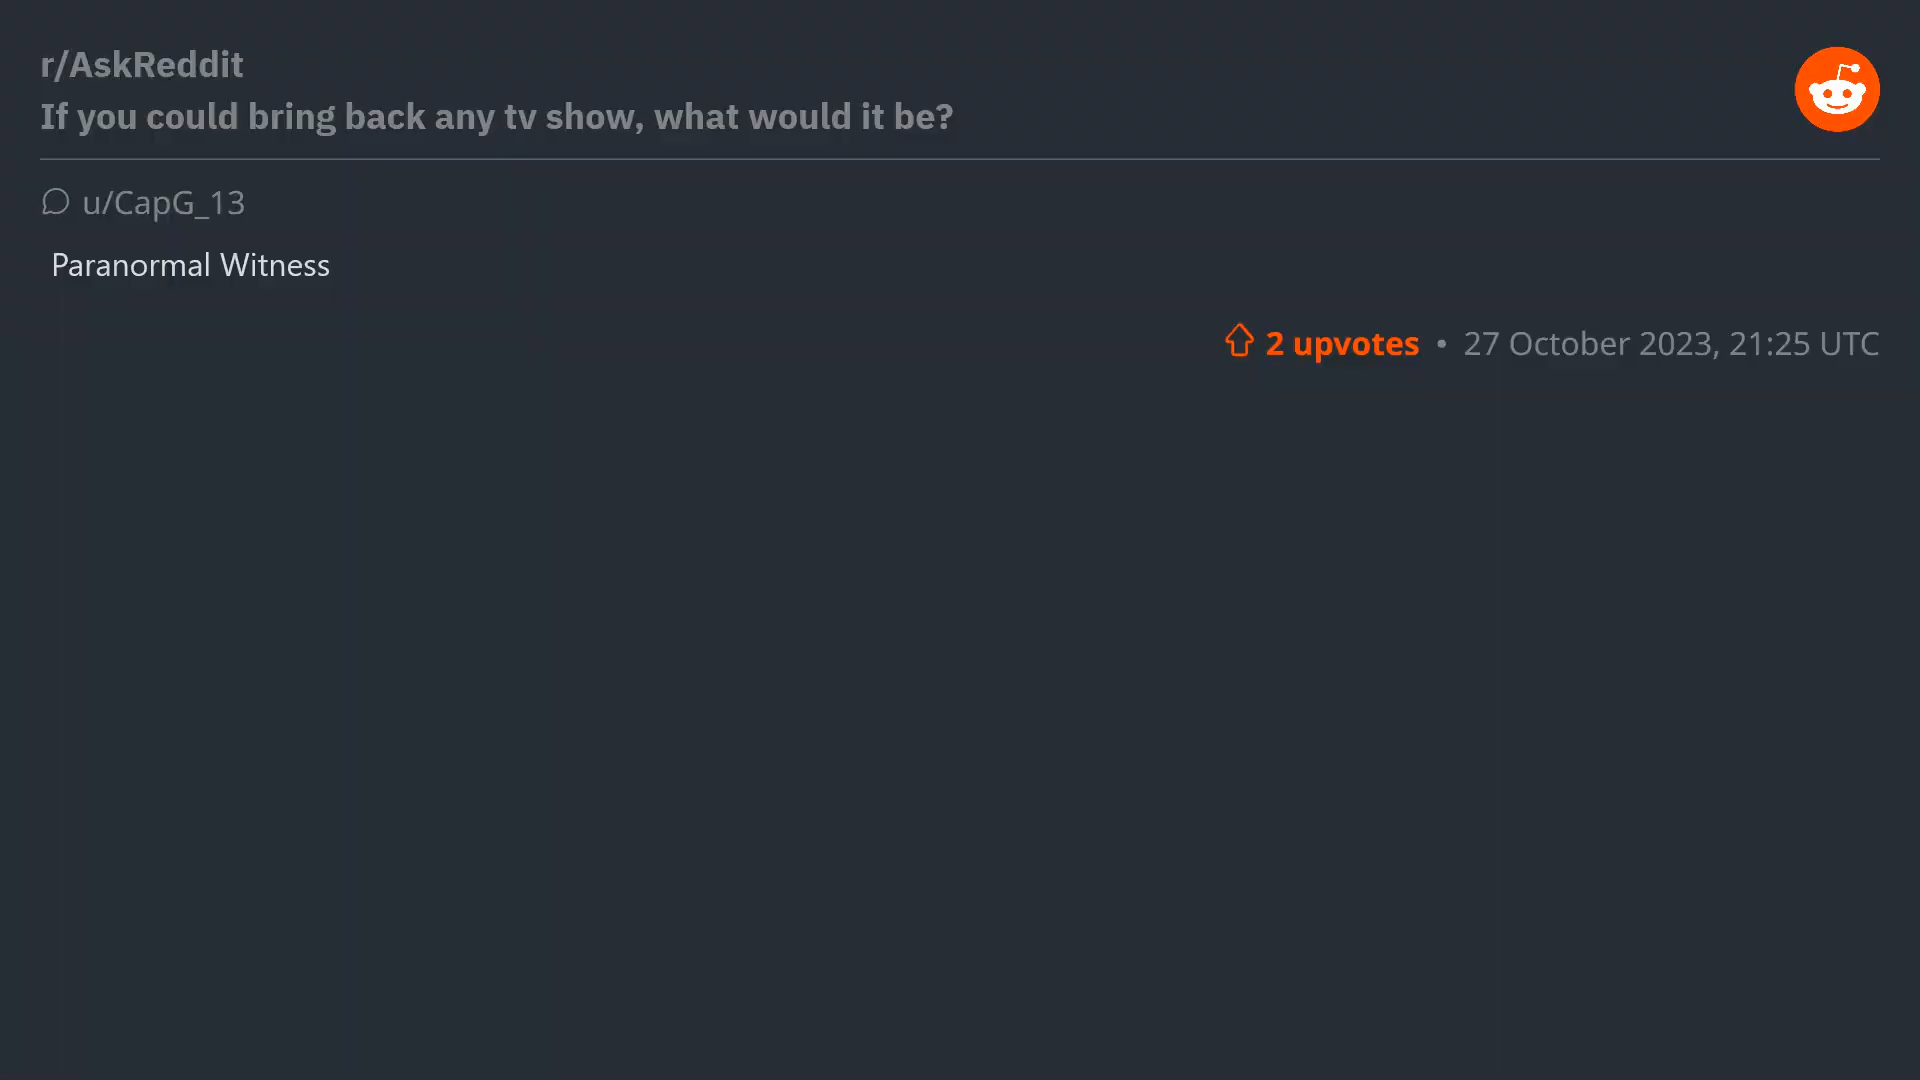 r/AskReddit
If you could bring back any tv show, what would it be?
u/CapG_13
Paranormal Witness
2 upvotes • 27 October 2023, 21:25 UTC